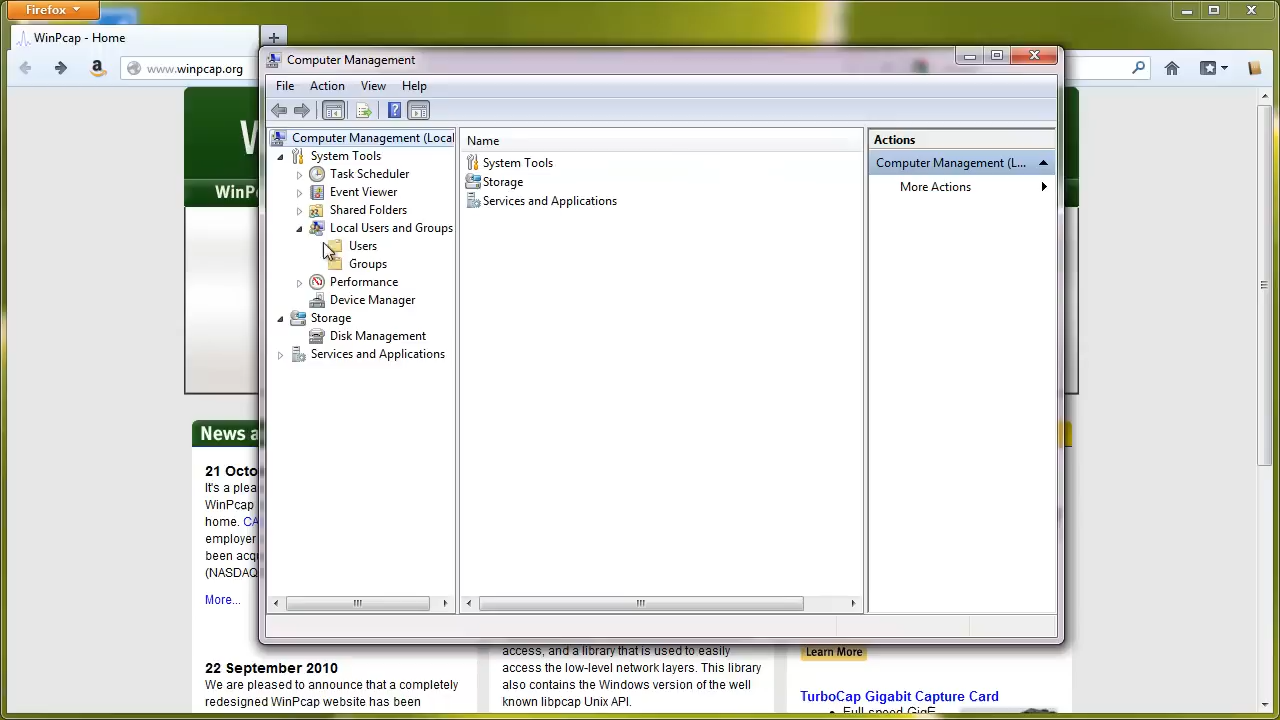 Firefox
WinPcap - Home
www.winpcap.org
Computer Management
File Action View Help
Computer Management (Local
System Tools
Task Scheduler
Event Viewer
Shared Folders
Local Users and Groups
Users
Groups
Performance
Device Manager
Storage
Disk Management
Services and Applications
Name
System Tools
Storage
Services and Applications
Actions
Computer Management (L...
More Actions
W
WinP
News a
21 Octo
It's a plea
WinPcap
home. CA
employer
been acqu
(NASDAQ
More...
22 September 2010
We are pleased to announce that a completely
redesigned WinPcap website has been
access, and a library that is used to easily
access the low-level network layers. This library
also contains the Windows version of the well
known libpcap Unix API.
Learn More
TurboCap Gigabit Capture Card